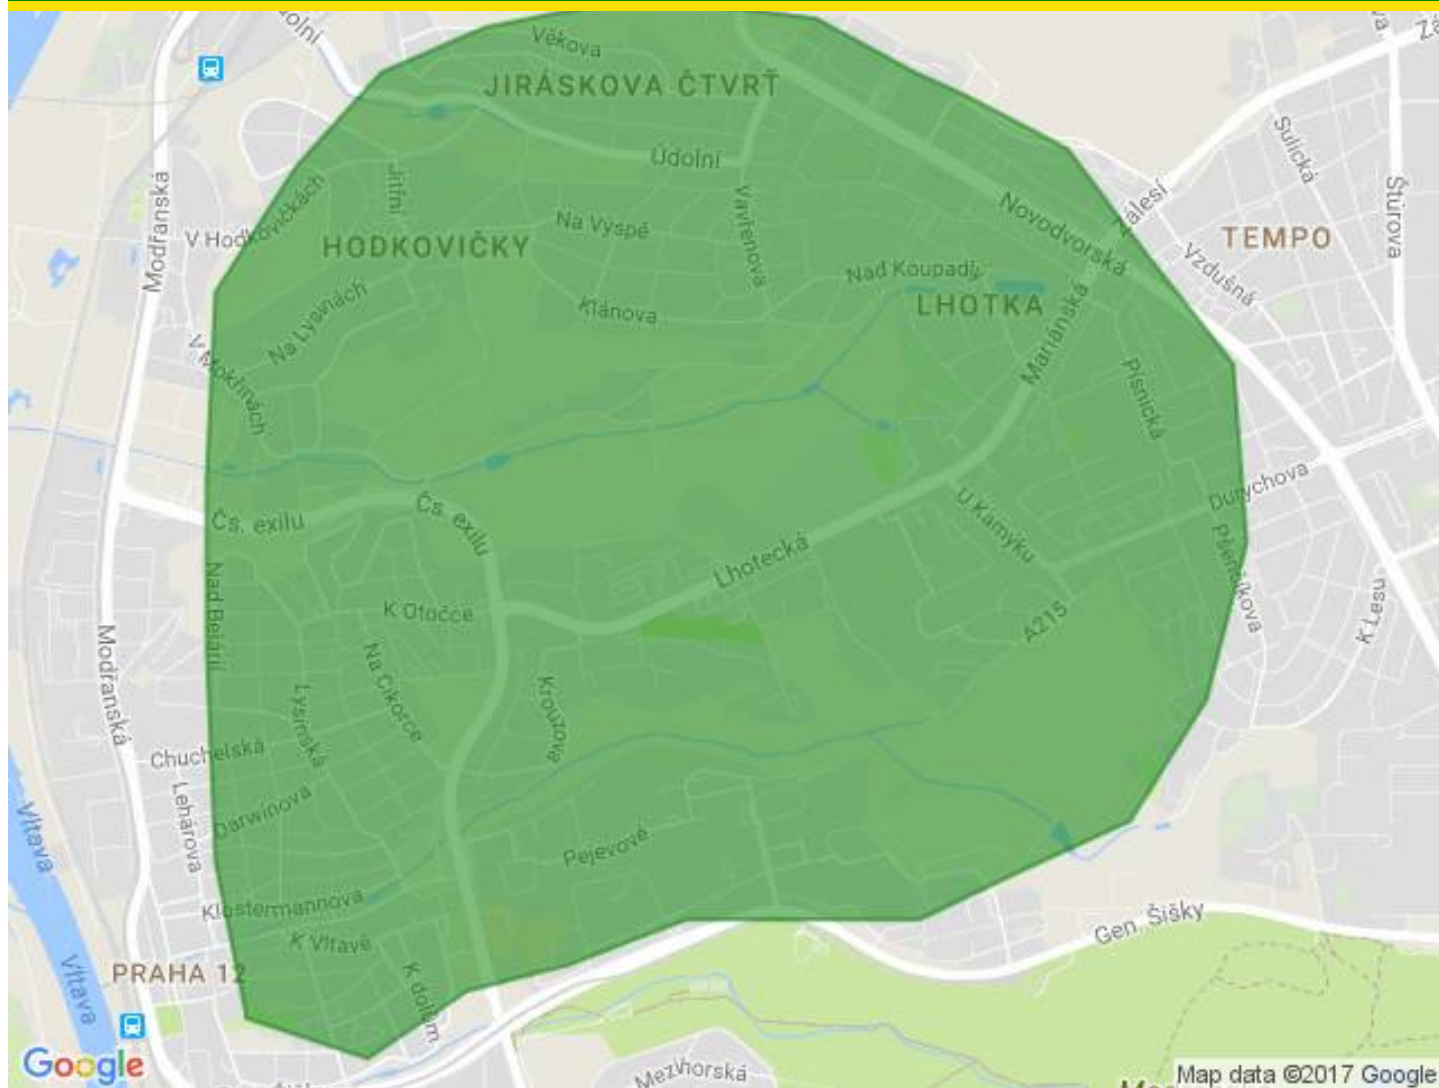 Věkova
JIRÁSKOVA ČTVRŤ
Údolní
Sulická
Modřanská
Jitřní
Štúrova
V Hodkovičkách
Na Výspě
Vavřenova
Novodvorská
Zálesí
TEMPO
HODKOVIČKY
Vzdušná
Nad Koupadly
LHOTKA
Na Lysinách
Klánova
Mariánská
V Mokřinách
Písnická
Čs. exilu
Čs. exilu
U Kamýku
Durychova
Lhotecká
Pšenčíkova
Nad Belárií
K Otočce
A215
K Lesu
Modřanská
Na Cikorce
Lysinská
Krouzova
Chuchelská
Lehárova
Darwinova
Vltava
Pejevové
Klostermannova
Gen. Šišky
K Vltavě
PRAHA 12
Vltava
K dolům
Google
Mezihorská
Map data ©2017 Google